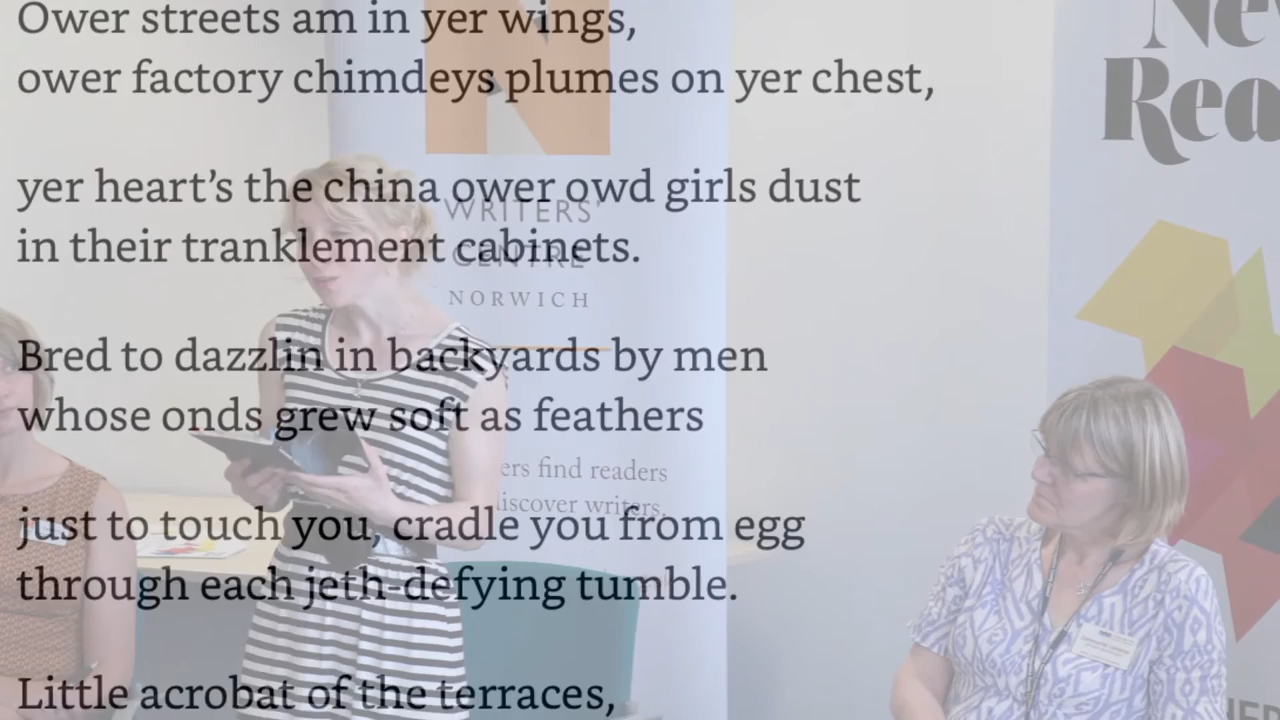 Ower streets am in yer wings,
ower factory chimdeys plumes on yer chest,
yer heart’s the china ower owd girls dust
in their tranklement cabinets.
Bred to dazzlin in backyards by men
whose onds grew soft as feathers
just to touch you, cradle you from egg
through each jeth-defying tumble.
Little acrobat of the terraces,
N
WRITERS’
CENTRE
NORWICH
ers find readers
iscover writers.